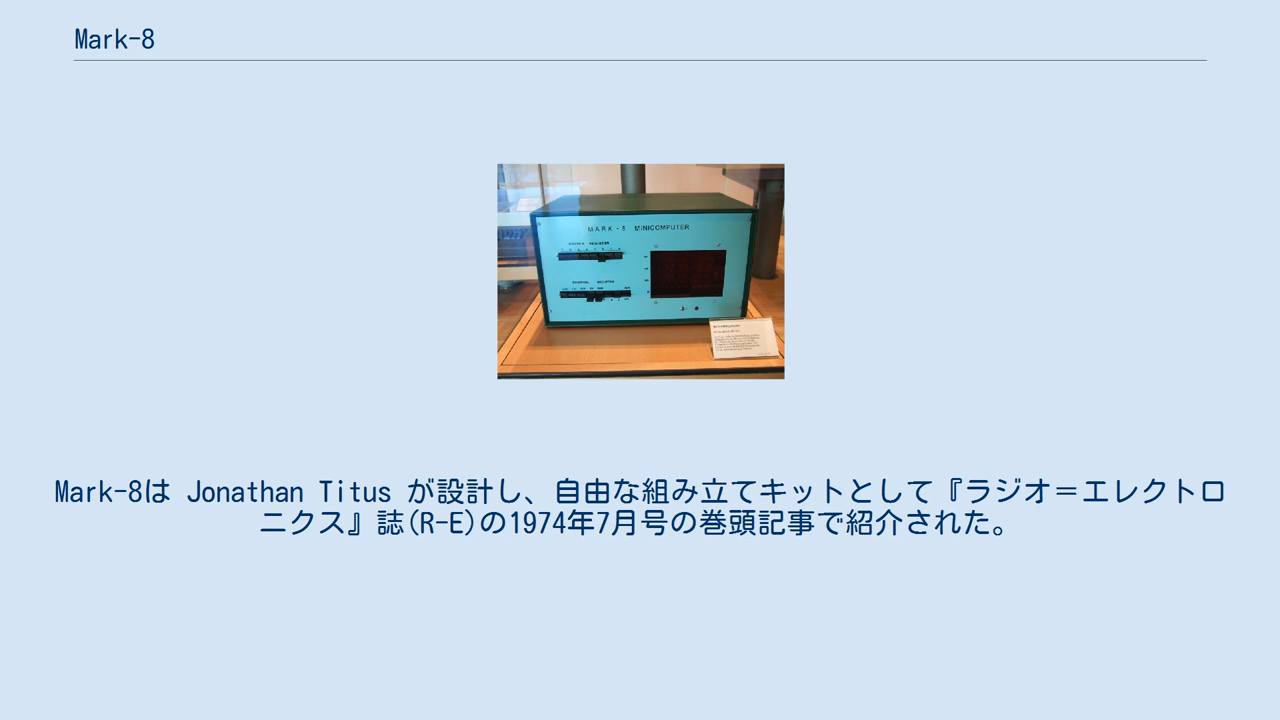 Mark-8
MARK - 8 MINICOMPUTER
Mark-8は Jonathan Titus が設計し、自由な組み立てキットとして『ラジオ＝エレクトロ
ニクス』誌(R-E)の1974年7月号の巻頭記事で紹介された。